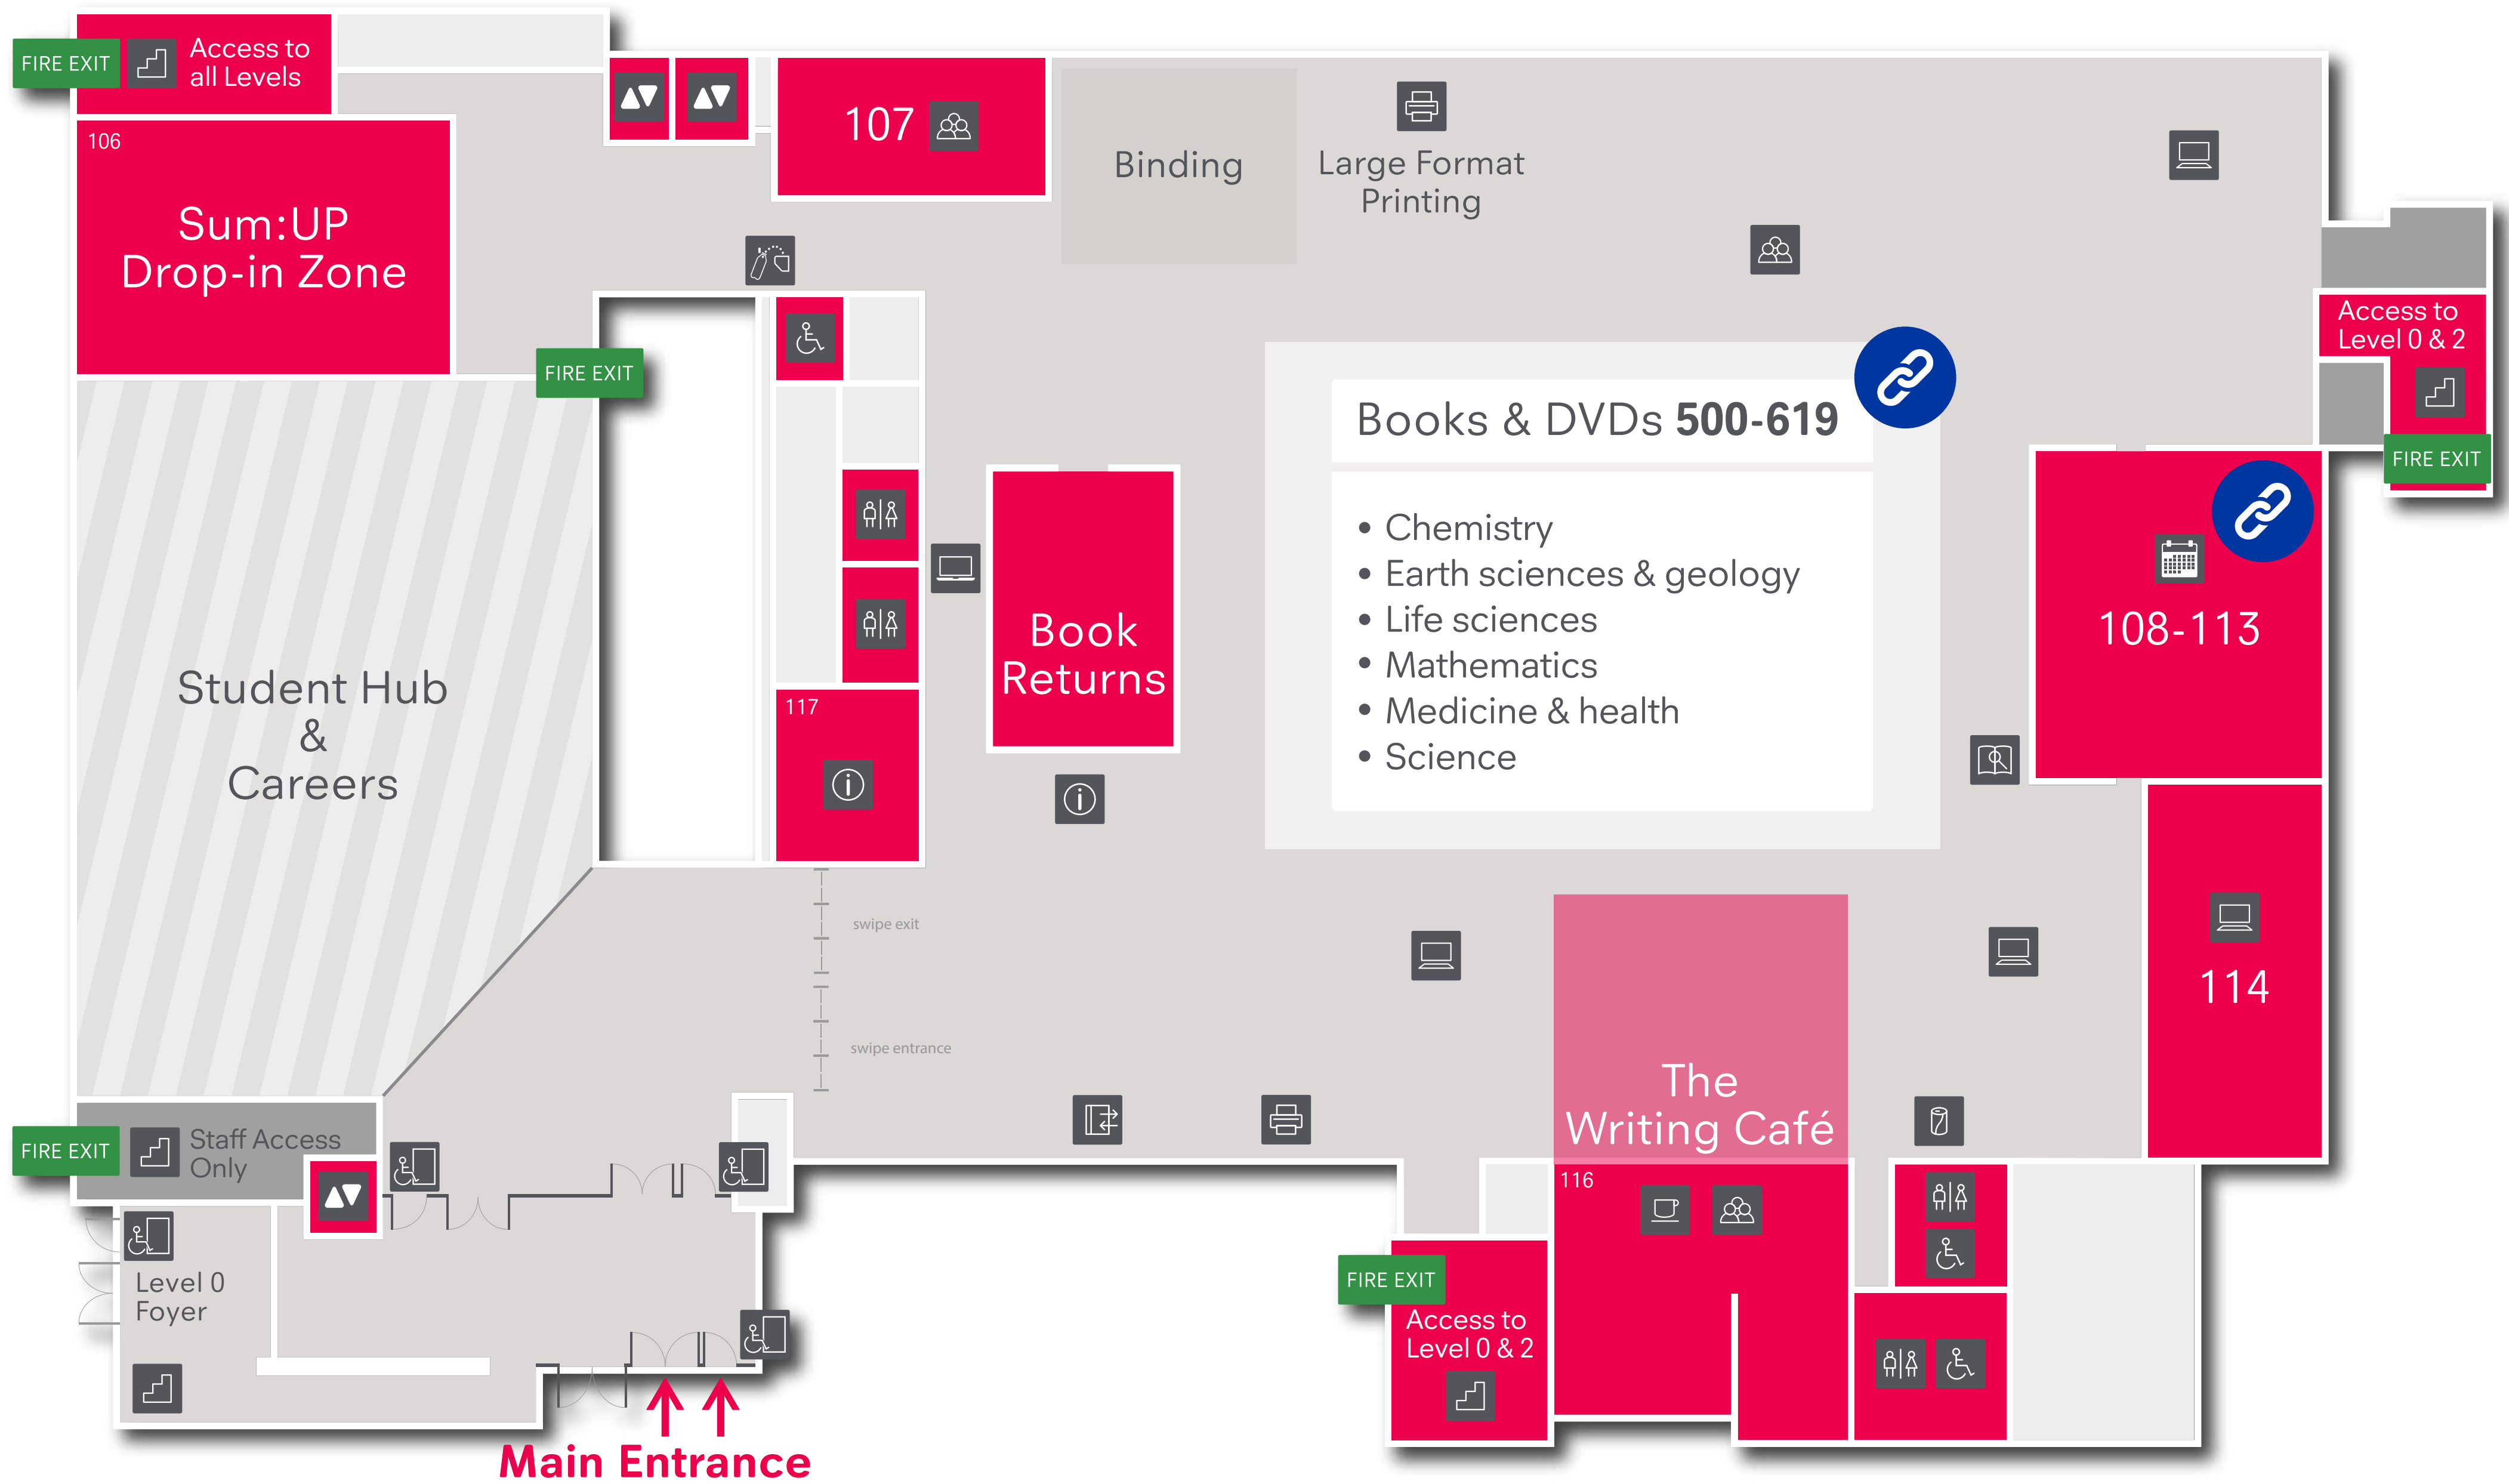 FIRE EXIT
Access to
all Levels
106
Sum:UP
Drop-in Zone
107
Binding
Large Format
Printing
Access to
Level 0 & 2
FIRE EXIT
FIRE EXIT
Books & DVDs 500-619
• Chemistry
• Earth sciences & geology
• Life sciences
• Mathematics
• Medicine & health
• Science
108-113
Book
Returns
Student Hub
&
Careers
117
swipe exit
swipe entrance
114
The
Writing Café
116
FIRE EXIT
Staff Access
Only
Level 0
Foyer
FIRE EXIT
Access to
Level 0 & 2
Main Entrance